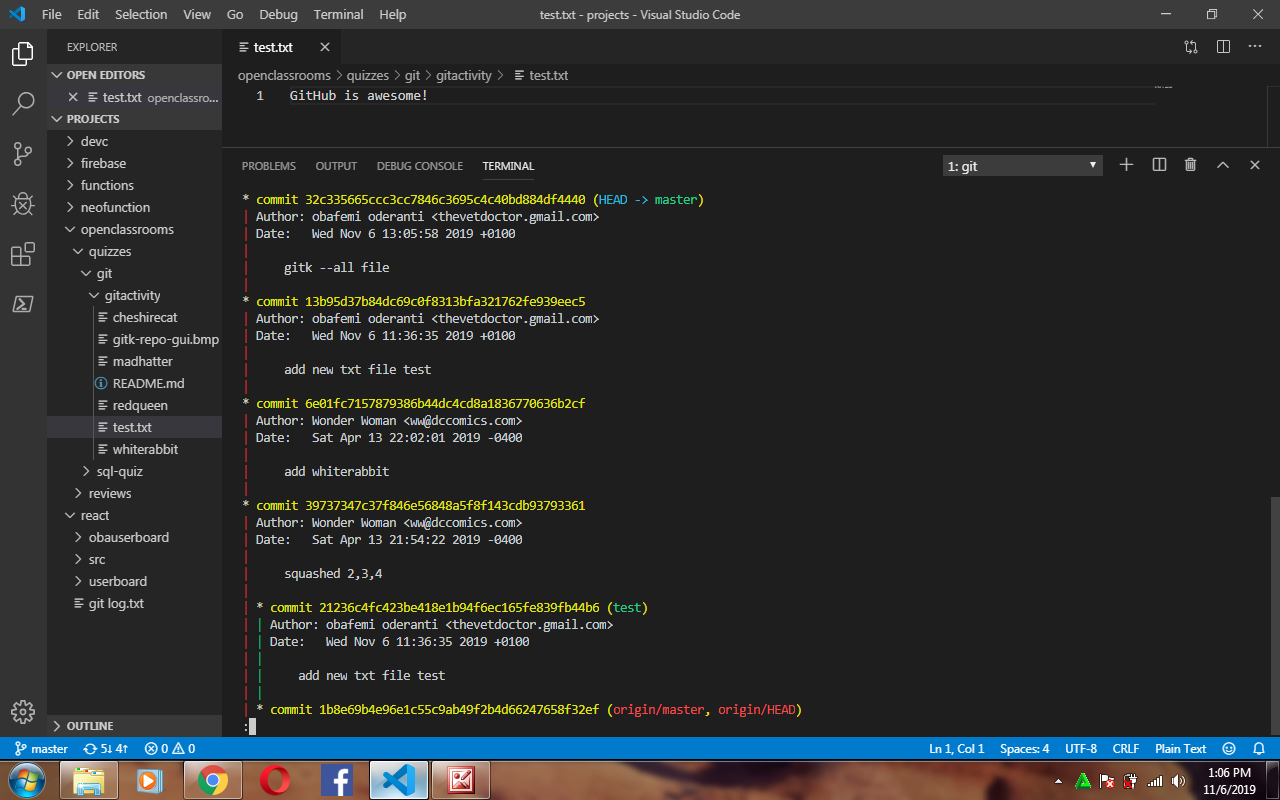 File Edit Selection View Go Debug Terminal Help test.txt - projects - Visual Studio Code
EXPLORER
OPEN EDITORS
test.txt openclassro...
PROJECTS
devc
firebase
functions
neofunction
openclassrooms
quizzes
git
gitactivity
cheshirecat
gitk-repo-gui.bmp
madhatter
README.md
redqueen
test.txt
whiterabbit
sql-quiz
reviews
react
obauserboard
src
userboard
git log.txt
OUTLINE
test.txt
openclassrooms > quizzes > git > gitactivity > test.txt
1 GitHub is awesome!
PROBLEMS OUTPUT DEBUG CONSOLE TERMINAL 1: git
* commit 32c335665ccc3cc7846c3695c4c40bd884df4440 (HEAD -> master)
| Author: obafemi oderanti <thevetdoctor.gmail.com>
| Date:   Wed Nov 6 13:05:58 2019 +0100
|
|     gitk --all file
|
* commit 13b95d37b84dc69c0f8313bfa321762fe939eec5
| Author: obafemi oderanti <thevetdoctor.gmail.com>
| Date:   Wed Nov 6 11:36:35 2019 +0100
|
|     add new txt file test
|
* commit 6e01fc7157879386b44dc4cd8a1836770636b2cf
| Author: Wonder Woman <ww@dccomics.com>
| Date:   Sat Apr 13 22:02:01 2019 -0400
|
|     add whiterabbit
|
* commit 39737347c37f846e56848a5f8f143cdb93793361
| Author: Wonder Woman <ww@dccomics.com>
| Date:   Sat Apr 13 21:54:22 2019 -0400
|
|     squashed 2,3,4
|
| * commit 21236c4fc423be418e1b94f6ec165fe839fb44b6 (test)
| | Author: obafemi oderanti <thevetdoctor.gmail.com>
| | Date:   Wed Nov 6 11:36:35 2019 +0100
| |
| |     add new txt file test
| |
| * commit 1b8e69b4e96e1c55c9ab49f2b4d66247658f32ef (origin/master, origin/HEAD)
:
master 5↓ 4↑ 0 0 Ln 1, Col 1 Spaces: 4 UTF-8 CRLF Plain Text
1:06 PM
11/6/2019